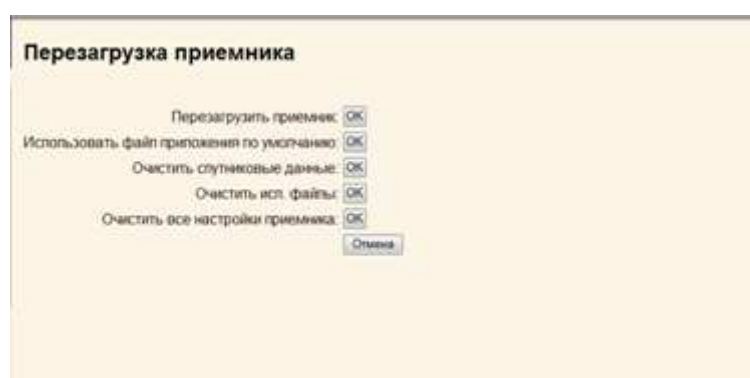 Перезагрузка приемника
Перезагрузить приемник: OK
Использовать файл приложения по умолчанию: OK
Очистить спутниковые данные: OK
Очистить исп. файлы: OK
Очистить все настройки приемника: OK
Отмена